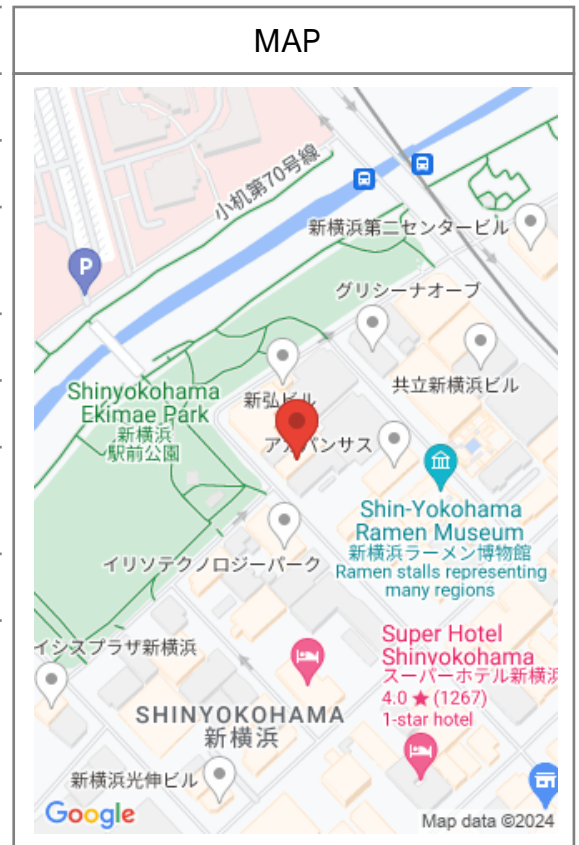 MAP
小机第70号線
新横浜第二センタービル
グリシーナオーブ
共立新横浜ビル
Shinyokohama
Ekimae Park
新横浜
駅前公園
新弘ビル
P
Shin-Yokohama
Ramen Museum
新横浜ラーメン博物館
Ramen stalls representing
many regions
イリソテクノロジーパーク
イシスプラザ新横浜
Super Hotel
Shinyokohama
スーパーホテル新横浜
4.0 ★ (1267)
1-star hotel
SHINYOKOHAMA
新横浜
新横浜光伸ビル
Google
Map data ©2024